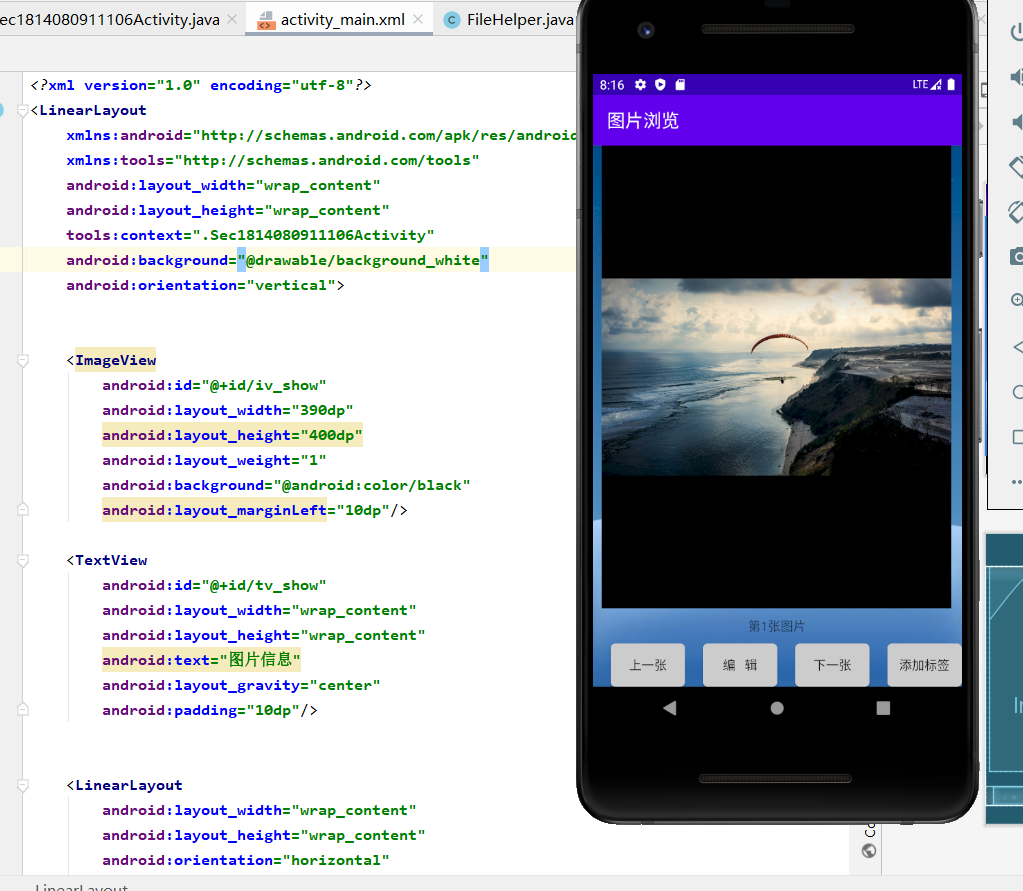 ec1814080911106Activity.java
activity_main.xml
FileHelper.java
<?xml version="1.0" encoding="utf-8"?>
<LinearLayout
xmlns:android="http://schemas.android.com/apk/res/android
xmlns:tools="http://schemas.android.com/tools"
android:layout_width="wrap_content"
android:layout_height="wrap_content"
tools:context=".Sec1814080911106Activity"
android:background="@drawable/background_white"
android:orientation="vertical">
<ImageView
android:id="@+id/iv_show"
android:layout_width="390dp"
android:layout_height="400dp"
android:layout_weight="1"
android:background="@android:color/black"
android:layout_marginLeft="10dp"/>
<TextView
android:id="@+id/tv_show"
android:layout_width="wrap_content"
android:layout_height="wrap_content"
android:text="图片信息"
android:layout_gravity="center"
android:padding="10dp"/>
<LinearLayout
android:layout_width="wrap_content"
android:layout_height="wrap_content"
android:orientation="horizontal"
LinearLayout
8:16 LTE
图片浏览
第1张图片
上一张 编 辑 下一张 添加标签